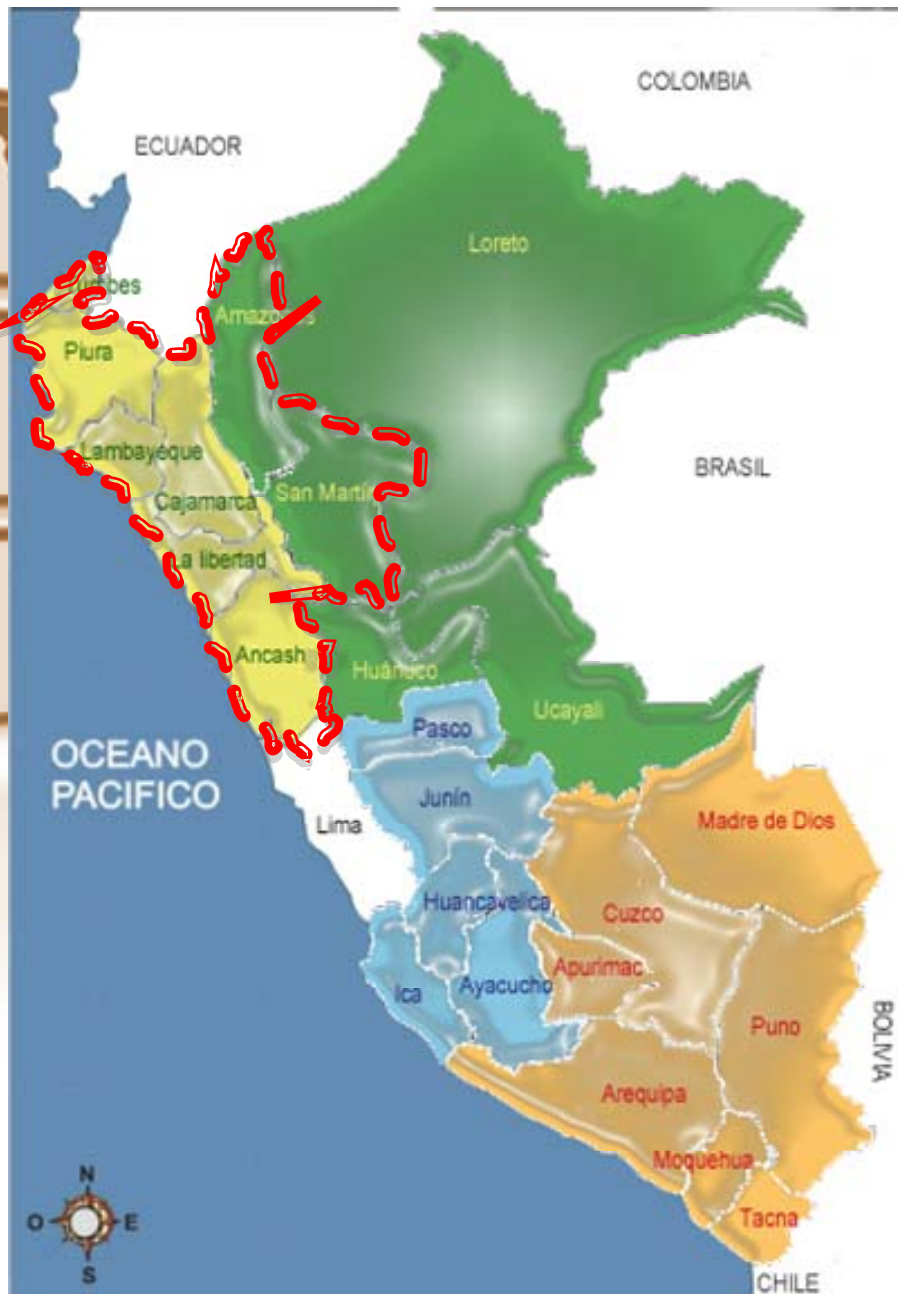 COLOMBIA
ECUADOR
Loreto
Tumbes
Amazonas
Piura
Lambayeque
BRASIL
San Martín
Cajamarca
La libertad
Ancash
Huánuco
Ucayali
Pasco
OCEANO
PACIFICO
Junín
Lima
Madre de Dios
Huancavelica
Cuzco
Apurimac
Ica
Ayacucho
Puno
BOLIVIA
Arequipa
Moquehua
N
O
E
S
Tacna
CHILE